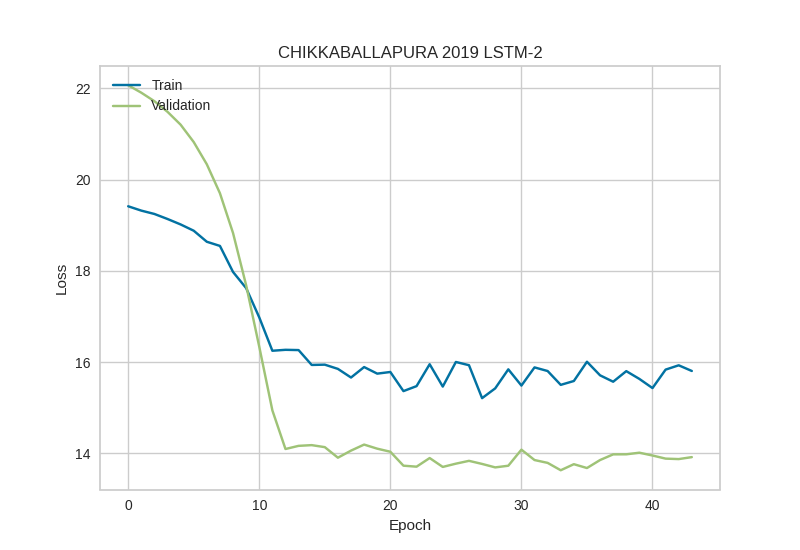 CHIKKABALLAPURA 2019 LSTM-2
Train
Validation
22
20
18
16
14
Loss
0 10 20 30 40
Epoch